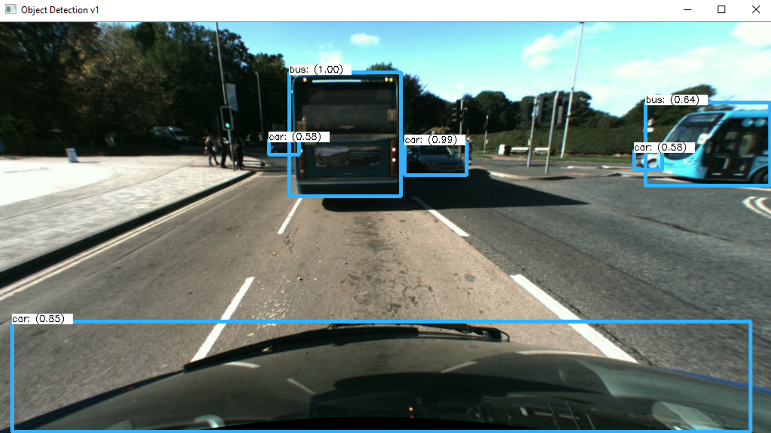 Object Detection v1
bus: (1.00)
bus: (0.64)
car: (0.58)
car: (0.99)
car: (0.58)
car: (0.85)